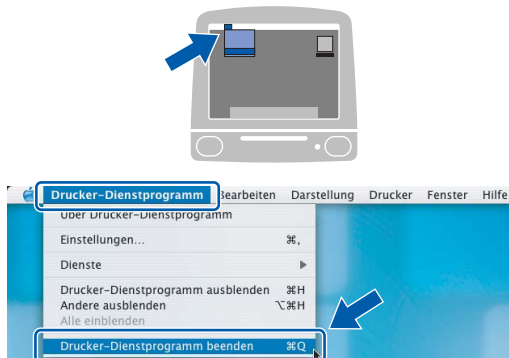 Drucker-Dienstprogramm Bearbeiten Darstellung Drucker Fenster Hilfe
Über Drucker-Dienstprogramm
Einstellungen... ⌘,
Dienste ▶
Drucker-Dienstprogramm ausblenden ⌘H
Andere ausblenden ⌥⌘H
Alle einblenden
Drucker-Dienstprogramm beenden ⌘Q